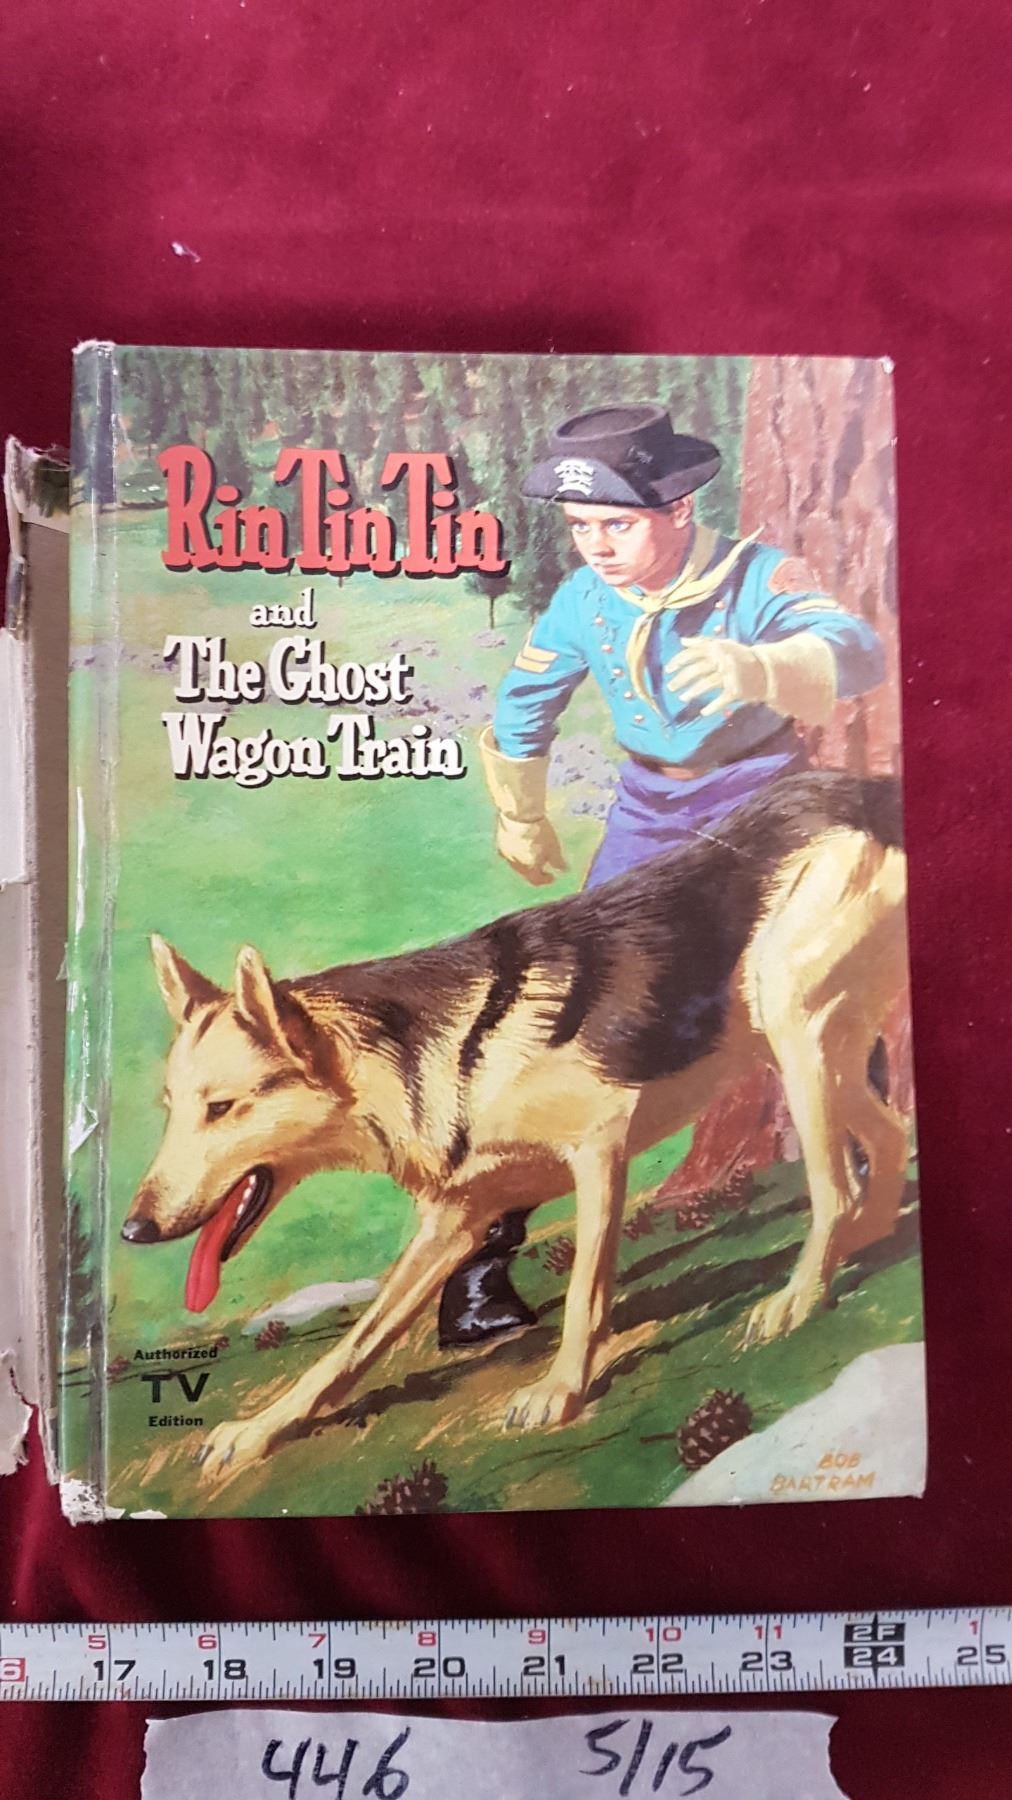 Rin Tin Tin
and
The Ghost
Wagon Train
Authorized
TV
Edition
BOB
BARTRAM
5 6 7 8 9 10 11 2F 1
6 17 18 19 20 21 22 23 24 25
446 5/15